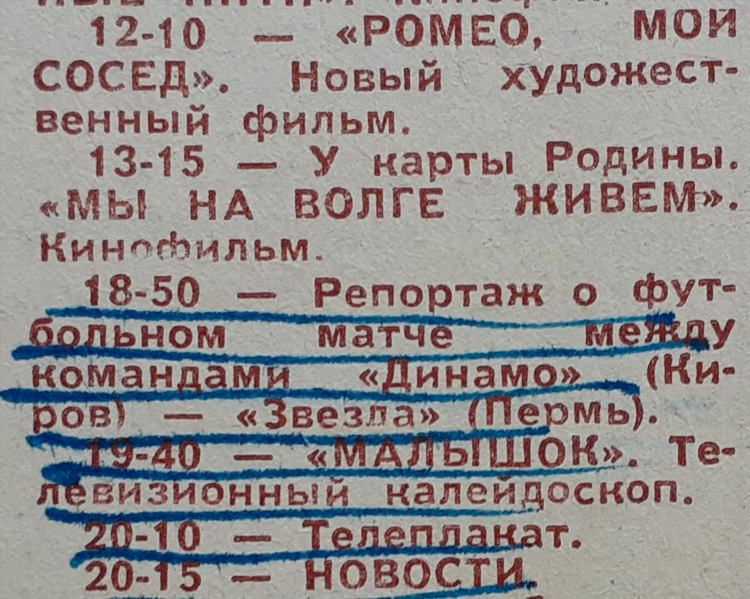 12-10 — «РОМЕО, МОЙ
СОСЕД». Новый художест-
венный фильм.
13-15 — У карты Родины.
«МЫ НА ВОЛГЕ ЖИВЕМ».
Кинофильм.
18-50 — Репортаж о фут-
больном матче между
командами «Динамо» (Ки-
ров) — «Звезда» (Пермь).
19-40 — «МАЛЫШОК». Те-
левизионный калейдоскоп.
20-10 — Телеплакат.
20-15 — НОВОСТИ.